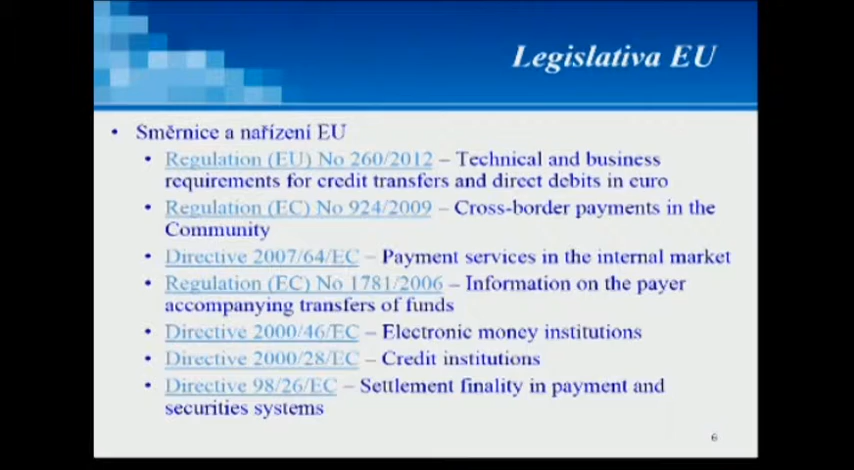 Legislativa EU
• Směrnice a nařízení EU
• Regulation (EU) No 260/2012 – Technical and business
requirements for credit transfers and direct debits in euro
• Regulation (EC) No 924/2009 – Cross-border payments in the
Community
• Directive 2007/64/EC – Payment services in the internal market
• Regulation (EC) No 1781/2006 – Information on the payer
accompanying transfers of funds
• Directive 2000/46/EC – Electronic money institutions
• Directive 2000/28/EC – Credit institutions
• Directive 98/26/EC – Settlement finality in payment and
securities systems
6